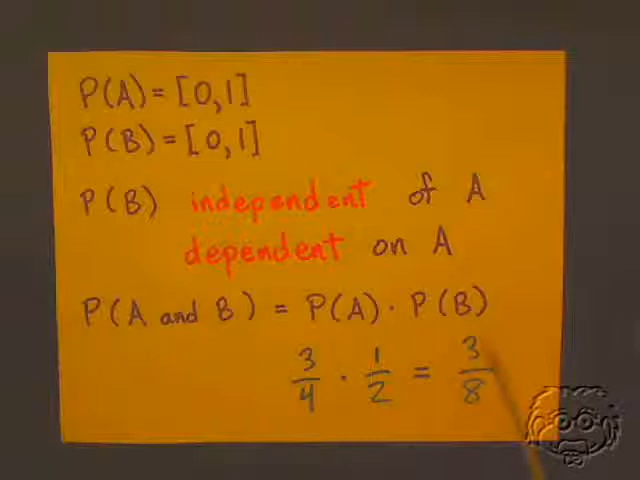 P(A) = [0,1]
P(B) = [0,1]
P(B) independent of A
dependent on A
P(A and B) = P(A) · P(B)
3/4 · 1/2 = 3/8